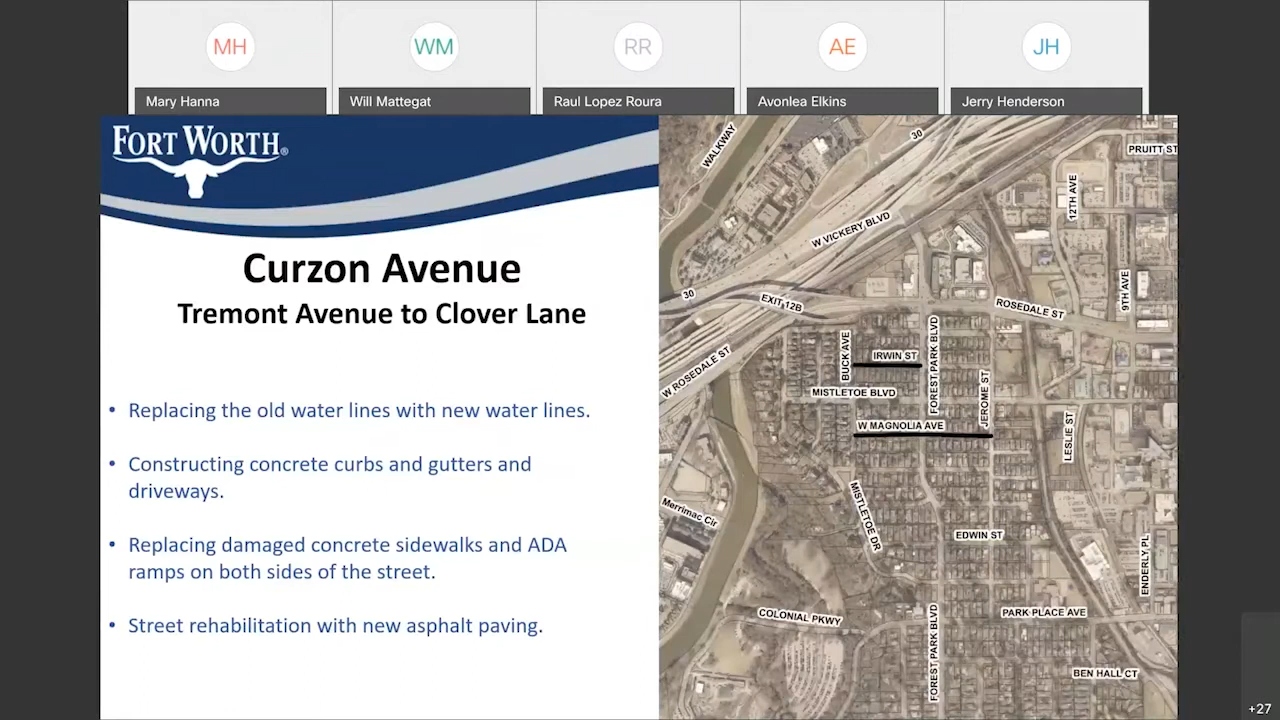 MH
WM
RR
AE
JH
Mary Hanna
Will Mattegat
Raul Lopez Roura
Avonlea Elkins
Jerry Henderson
FORT WORTH®
Curzon Avenue
Tremont Avenue to Clover Lane
• Replacing the old water lines with new water lines.
• Constructing concrete curbs and gutters and
driveways.
• Replacing damaged concrete sidewalks and ADA
ramps on both sides of the street.
• Street rehabilitation with new asphalt paving.
WALKWAY
30
PRUITT ST
12TH AVE
W VICKERY BLVD
30
EXIT 12B
ROSEDALE ST
9TH AVE
W ROSEDALE ST
BUCK AVE
IRWIN ST
FOREST PARK BLVD
MISTLETOE BLVD
JEROME ST
W MAGNOLIA AVE
LESLIE ST
Merrimac Cir
MISTLETOE DR
EDWIN ST
ENDERLY PL
COLONIAL PKWY
FOREST PARK BLVD
PARK PLACE AVE
BEN HALL CT
+27